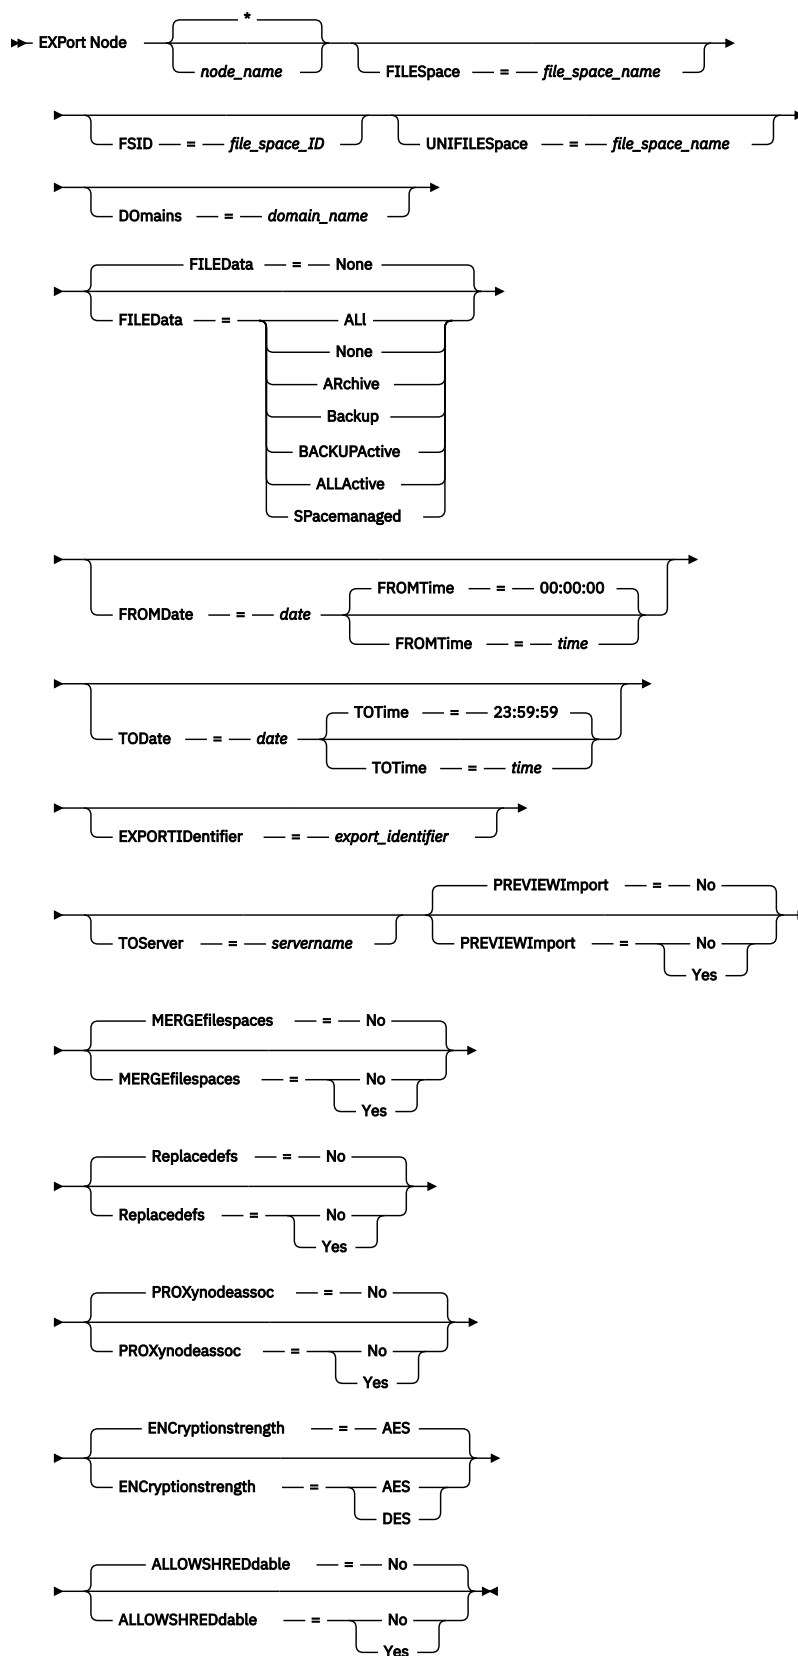 *
EXPort Node
node_name
FILESpace = file_space_name
FSID = file_space_ID
UNIFILESpace = file_space_name
DOmains = domain_name
FILEData = None
FILEData =
ALl
None
ARchive
Backup
BACKUPActive
ALLActive
SPacemanaged
FROMTime = 00:00:00
FROMDate = date
FROMTime = time
TOTime = 23:59:59
TODate = date
TOTime = time
EXPORTIDentifier = export_identifier
PREVIEWImport = No
TOServer = servername
PREVIEWImport = No
Yes
MERGEfilespaces = No
MERGEfilespaces = No
Yes
Replacedefs = No
Replacedefs = No
Yes
PROXynodeassoc = No
PROXynodeassoc = No
Yes
ENCryptionstrength = AES
ENCryptionstrength = AES
DES
ALLOWSHREDdable = No
ALLOWSHREDdable = No
Yes